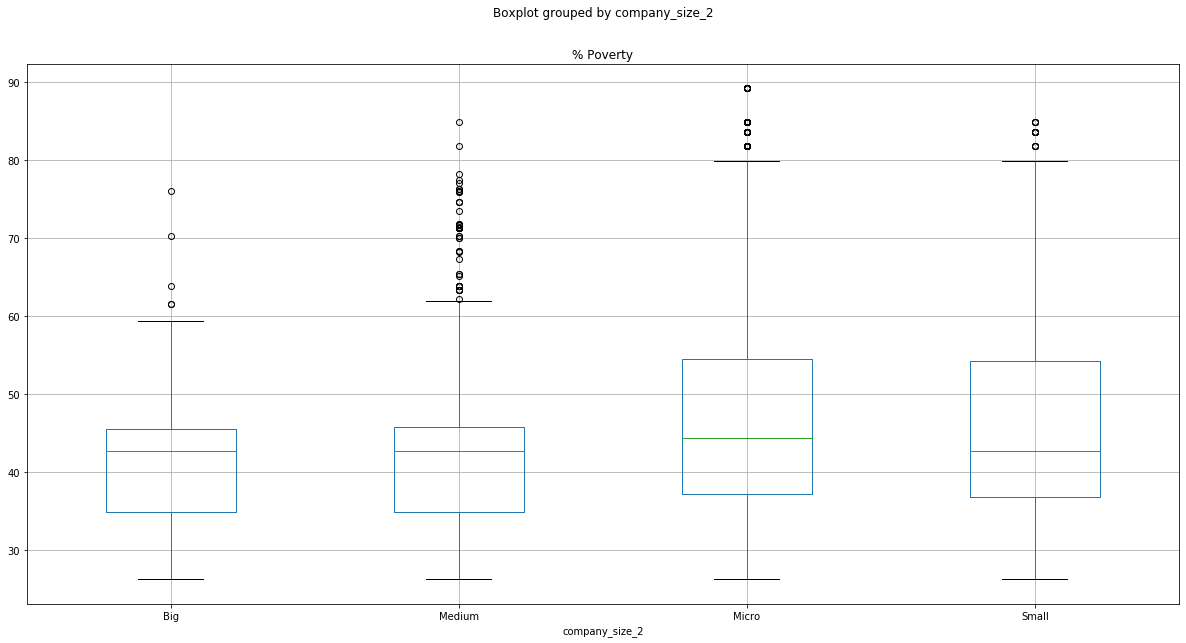 Boxplot grouped by company_size_2
% Poverty
90
80
70
60
50
40
30
Big Medium Micro Small
company_size_2